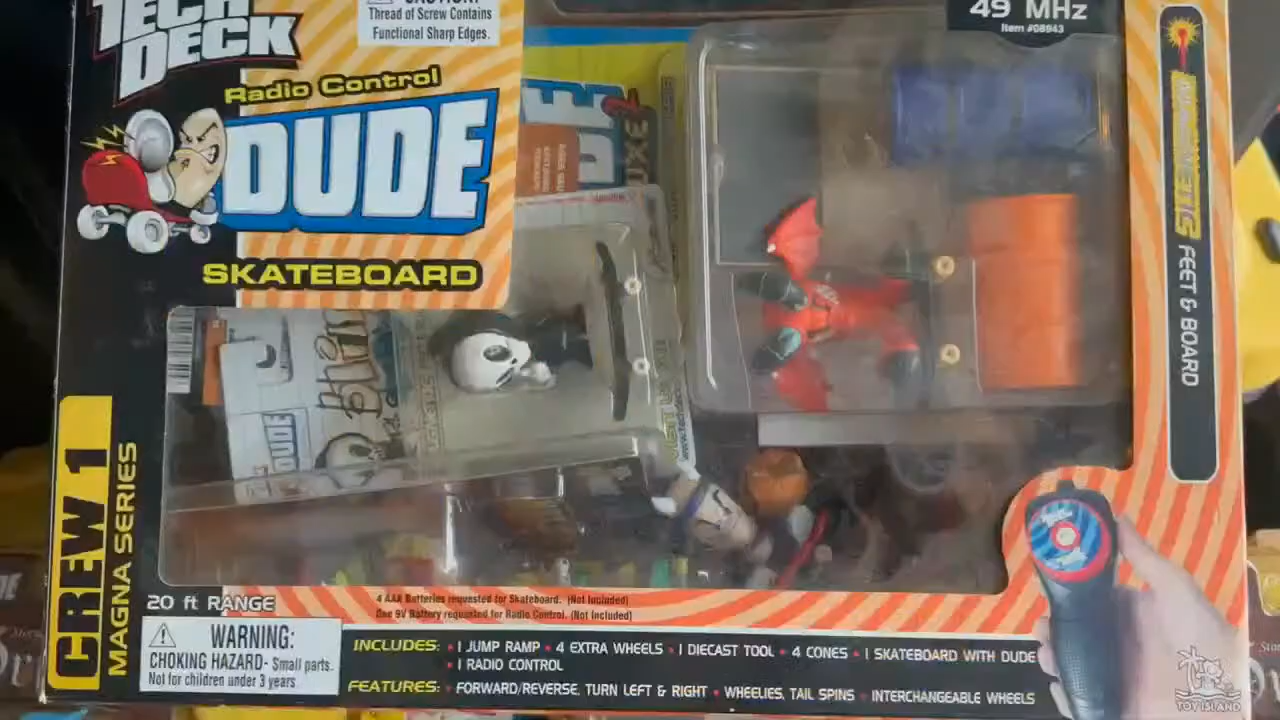 TECH
DECK
CAUTION:
Thread of Screw Contains
Functional Sharp Edges.
49 MHz
Item #08943
Radio Control
DUDE
SKATEBOARD
MAGNETIC FEET & BOARD
DUDE
CREW 1
MAGNA SERIES
20 ft RANGE
4 AAA Batteries requested for Skateboard. (Not Included)
One 9V Battery requested for Radio Control. (Not Included)
WARNING:
CHOKING HAZARD- Small parts.
Not for children under 3 years
INCLUDES: • 1 JUMP RAMP • 4 EXTRA WHEELS • 1 DIECAST TOOL • 4 CONES • 1 SKATEBOARD WITH DUDE
• 1 RADIO CONTROL
FEATURES: • FORWARD/REVERSE, TURN LEFT & RIGHT • WHEELIES, TAIL SPINS • INTERCHANGEABLE WHEELS
TOY ISLAND